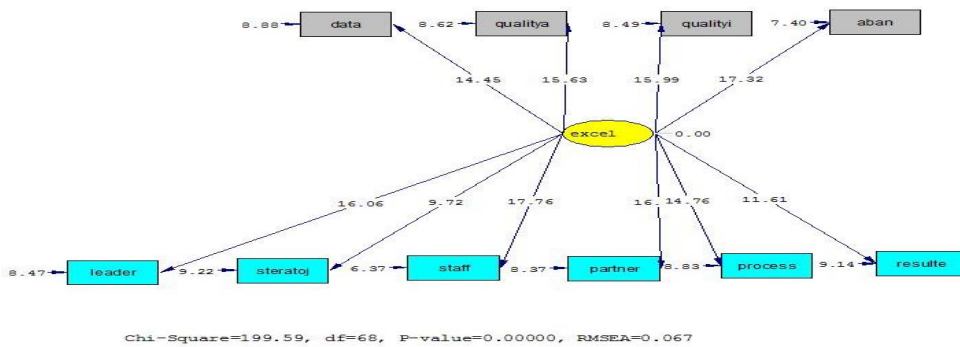 8.88 data 8.62 qualitya 8.49 qualityi 7.40 aban
14.45 15.63 15.99 17.32
excel 0.00
16.06 9.72 17.76 14.76 11.61
8.47 leader 9.22 steratoj 6.37 staff 8.37 partner 8.83 process 9.14 resulte
Chi-Square=199.59, df=68, P-value=0.00000, RMSEA=0.067